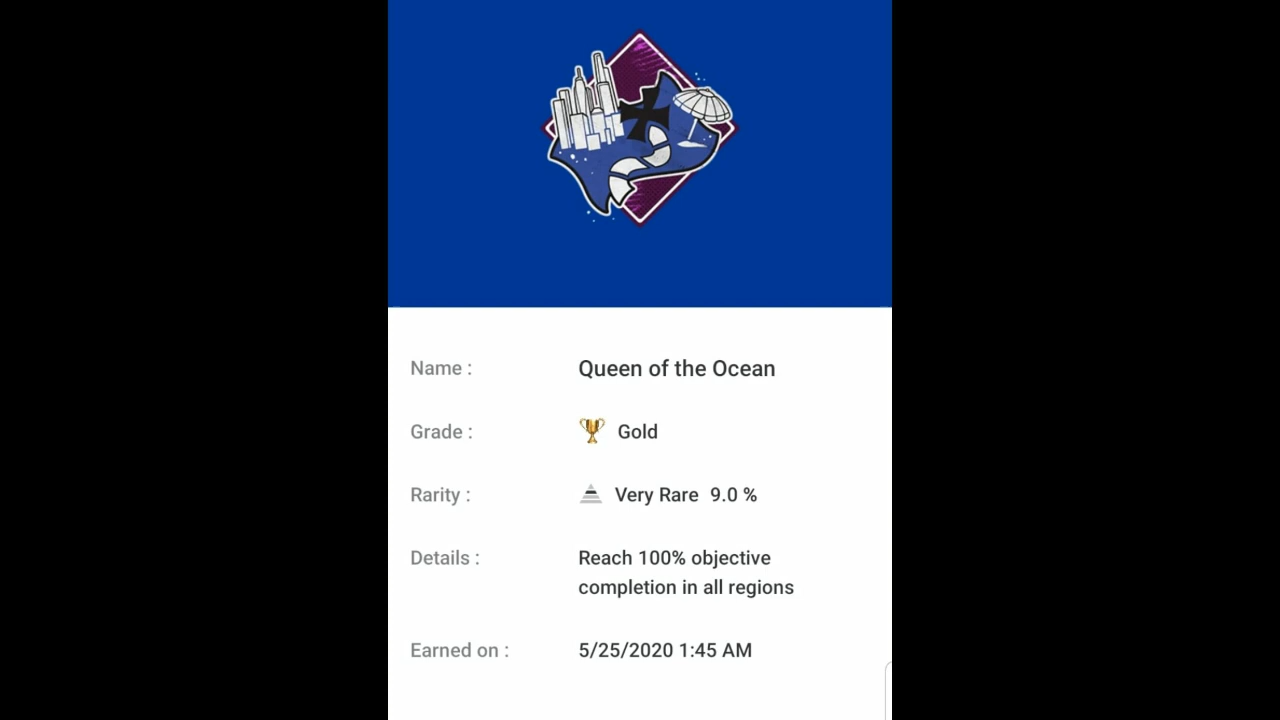 Name : Queen of the Ocean
Grade : Gold
Rarity : Very Rare 9.0 %
Details : Reach 100% objective
completion in all regions
Earned on : 5/25/2020 1:45 AM